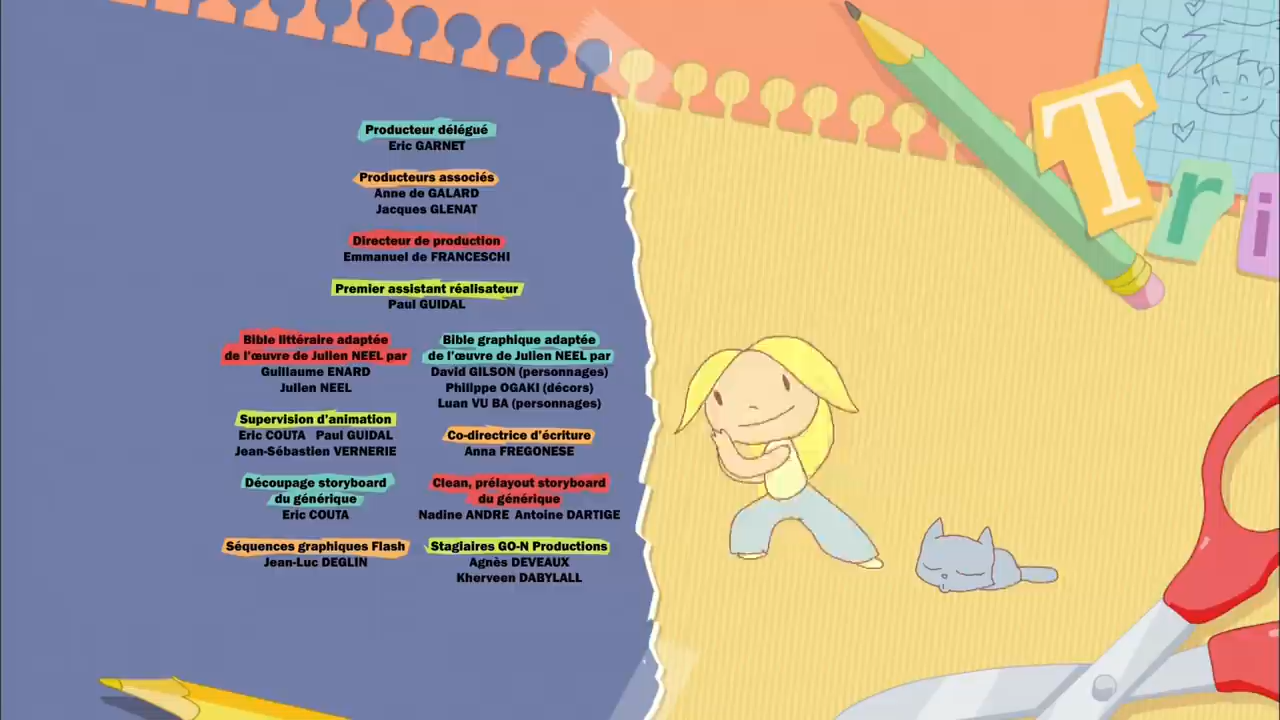 Producteur délégué
Eric GARNET
Producteurs associés
Anne de GALARD
Jacques GLENAT
Directeur de production
Emmanuel de FRANCESCHI
Premier assistant réalisateur
Paul GUIDAL
Bible littéraire adaptée
de l'œuvre de Julien NEEL par
Guillaume ENARD
Julien NEEL
Bible graphique adaptée
de l'œuvre de Julien NEEL par
David GILSON (personnages)
Philippe OGAKI (décors)
Luan VU BA (personnages)
Supervision d'animation
Eric COUTA Paul GUIDAL
Jean-Sébastien VERNERIE
Co-directrice d'écriture
Anna FREGONESE
Découpage storyboard
du générique
Eric COUTA
Clean, prélayout storyboard
du générique
Nadine ANDRE Antoine DARTIGE
Séquences graphiques Flash
Jean-Luc DEGLIN
Stagiaires GO-N Productions
Agnès DEVEAUX
Kherveen DABYLALL
Tri